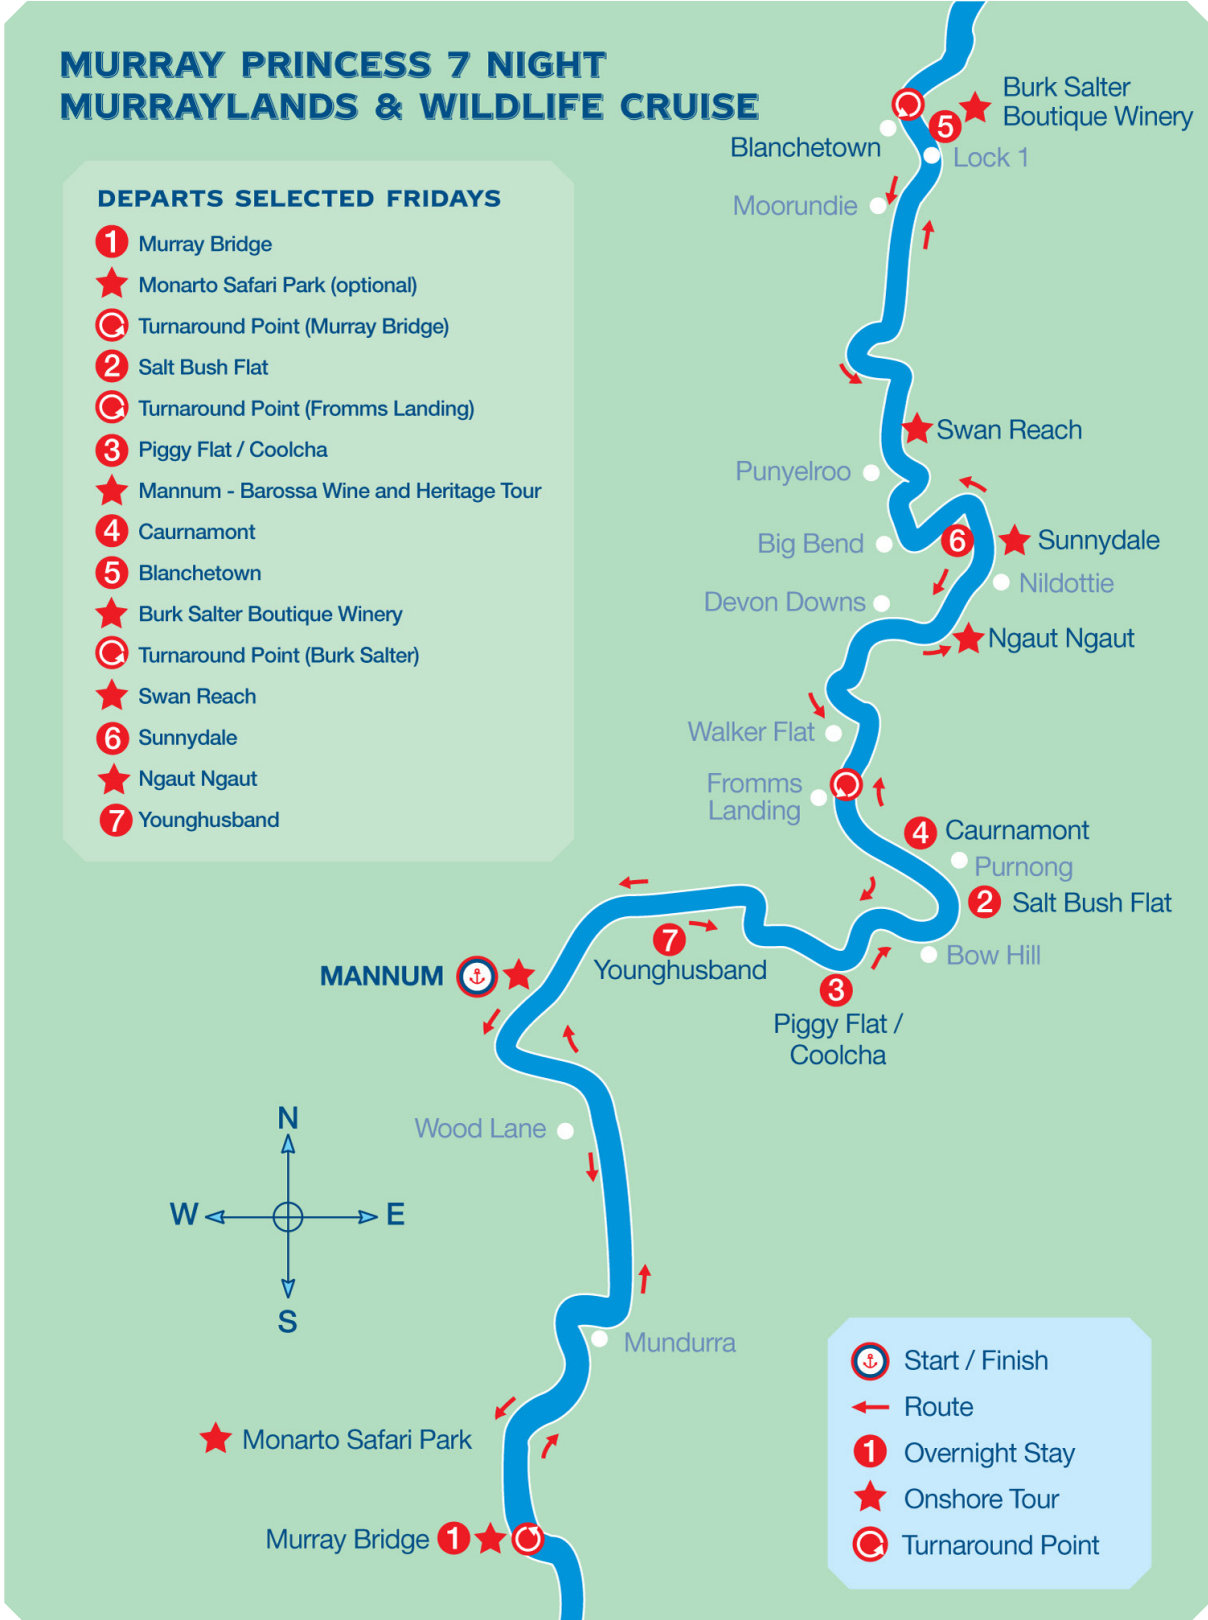 MURRAY PRINCESS 7 NIGHT
MURRAYLANDS & WILDLIFE CRUISE
DEPARTS SELECTED FRIDAYS
1 Murray Bridge
Monarto Safari Park (optional)
Turnaround Point (Murray Bridge)
2 Salt Bush Flat
Turnaround Point (Fromms Landing)
3 Piggy Flat / Coolcha
Mannum - Barossa Wine and Heritage Tour
4 Caurnamont
5 Blanchetown
Burk Salter Boutique Winery
Turnaround Point (Burk Salter)
Swan Reach
6 Sunnydale
Ngaut Ngaut
7 Younghusband
Burk Salter
Boutique Winery
5
Blanchetown
Lock 1
Moorundie
Swan Reach
Punyelroo
Big Bend
6 Sunnydale
Nildottie
Devon Downs
Ngaut Ngaut
Walker Flat
Fromms
Landing
4 Caurnamont
Purnong
2 Salt Bush Flat
Bow Hill
7
Younghusband
MANNUM
3
Piggy Flat /
Coolcha
Wood Lane
N
W E
S
Mundurra
Monarto Safari Park
Murray Bridge 1
Start / Finish
Route
1 Overnight Stay
Onshore Tour
Turnaround Point